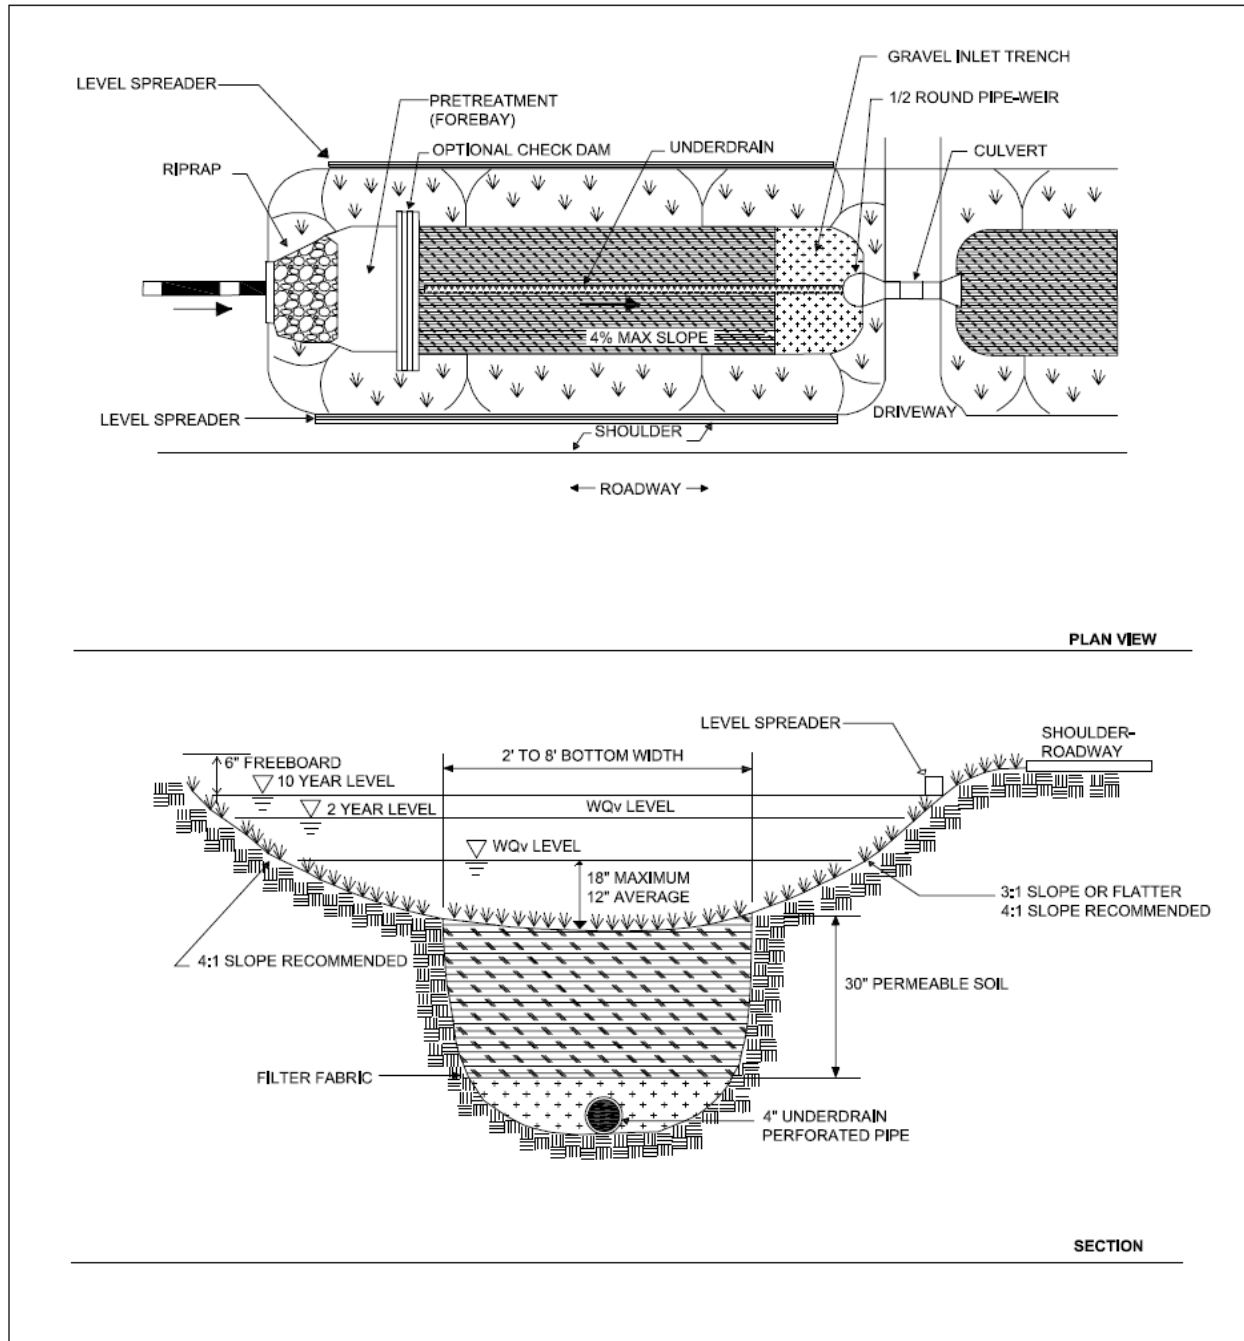 GRAVEL INLET TRENCH
LEVEL SPREADER
1/2 ROUND PIPE-WEIR
PRETREATMENT
(FOREBAY)
OPTIONAL CHECK DAM
UNDERDRAIN
CULVERT
RIPRAP
4% MAX SLOPE
LEVEL SPREADER
DRIVEWAY
SHOULDER
ROADWAY
PLAN VIEW
LEVEL SPREADER
SHOULDER-
ROADWAY
6" FREEBOARD
2' TO 8' BOTTOM WIDTH
10 YEAR LEVEL
2 YEAR LEVEL
WQv LEVEL
WQv LEVEL
18" MAXIMUM
12" AVERAGE
3:1 SLOPE OR FLATTER
4:1 SLOPE RECOMMENDED
4:1 SLOPE RECOMMENDED
30" PERMEABLE SOIL
FILTER FABRIC
4" UNDERDRAIN
PERFORATED PIPE
SECTION